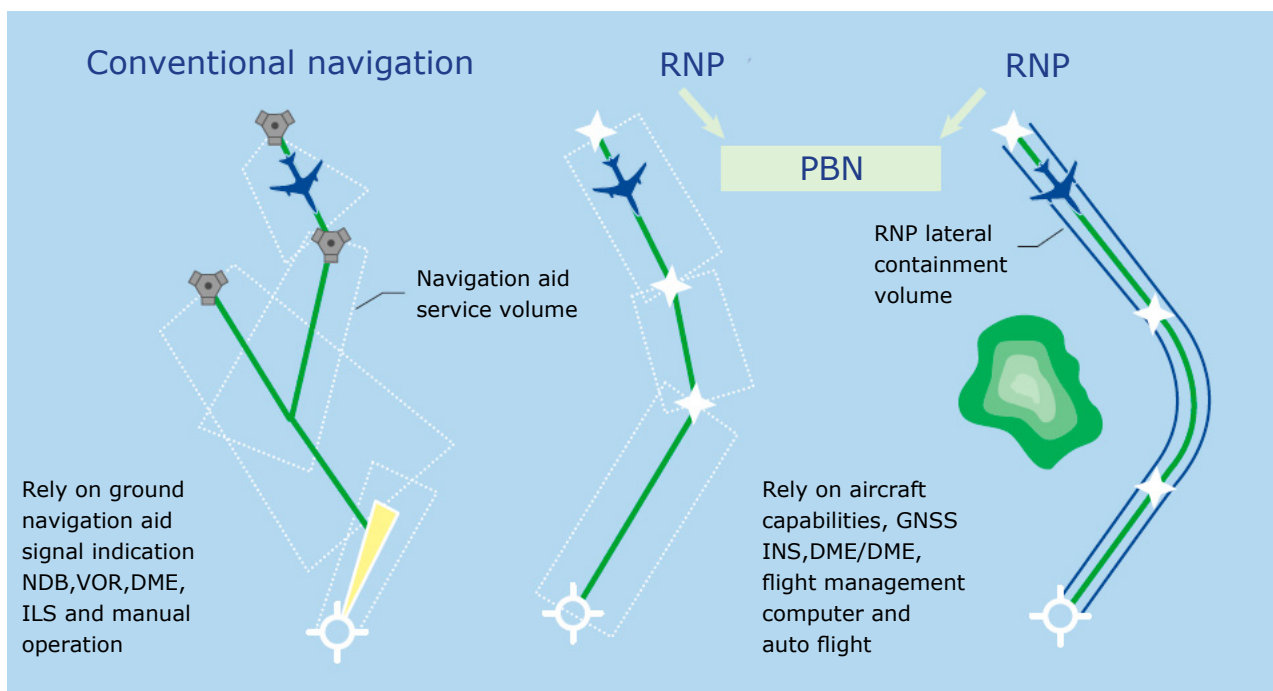 Conventional navigation
RNP
RNP
PBN
Navigation aid
service volume
RNP lateral
containment
volume
Rely on ground
navigation aid
signal indication
NDB,VOR,DME,
ILS and manual
operation
Rely on aircraft
capabilities, GNSS
INS,DME/DME,
flight management
computer and
auto flight